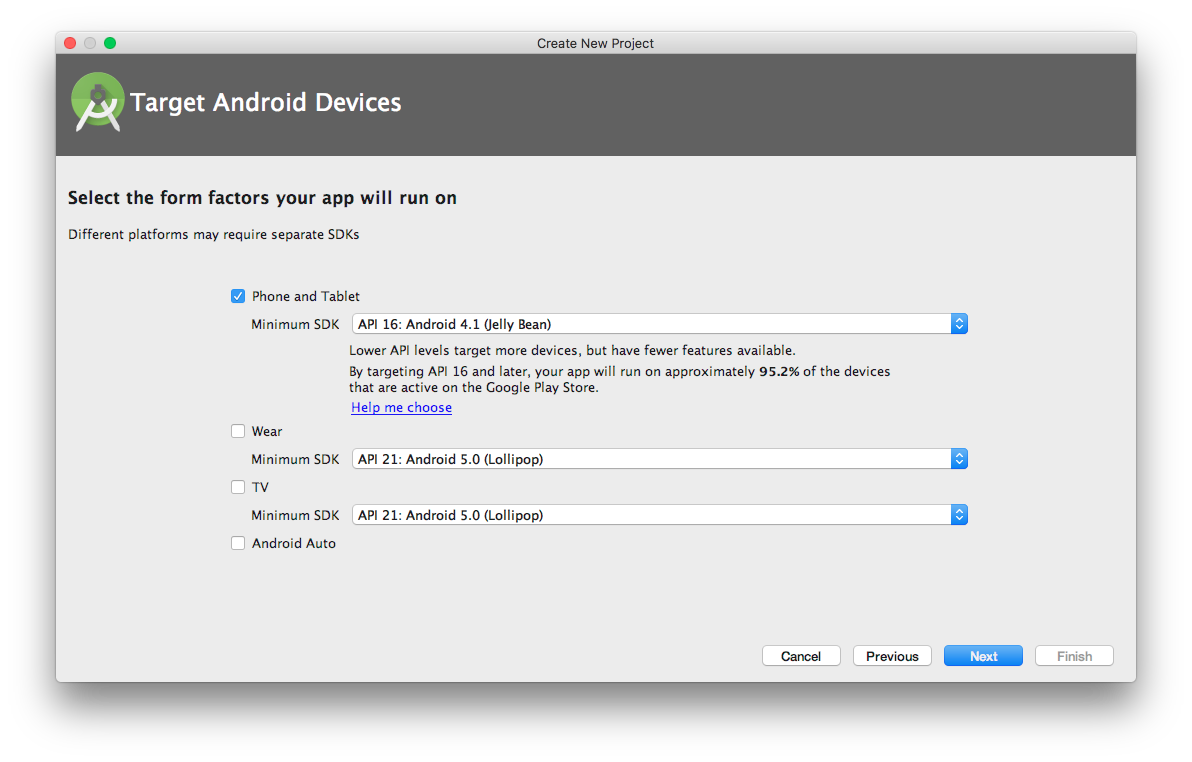 Create New Project
Target Android Devices
Select the form factors your app will run on
Different platforms may require separate SDKs
Phone and Tablet
Minimum SDK API 16: Android 4.1 (Jelly Bean)
Lower API levels target more devices, but have fewer features available.
By targeting API 16 and later, your app will run on approximately 95.2% of the devices
that are active on the Google Play Store.
Help me choose
Wear
Minimum SDK API 21: Android 5.0 (Lollipop)
TV
Minimum SDK API 21: Android 5.0 (Lollipop)
Android Auto
Cancel Previous Next Finish